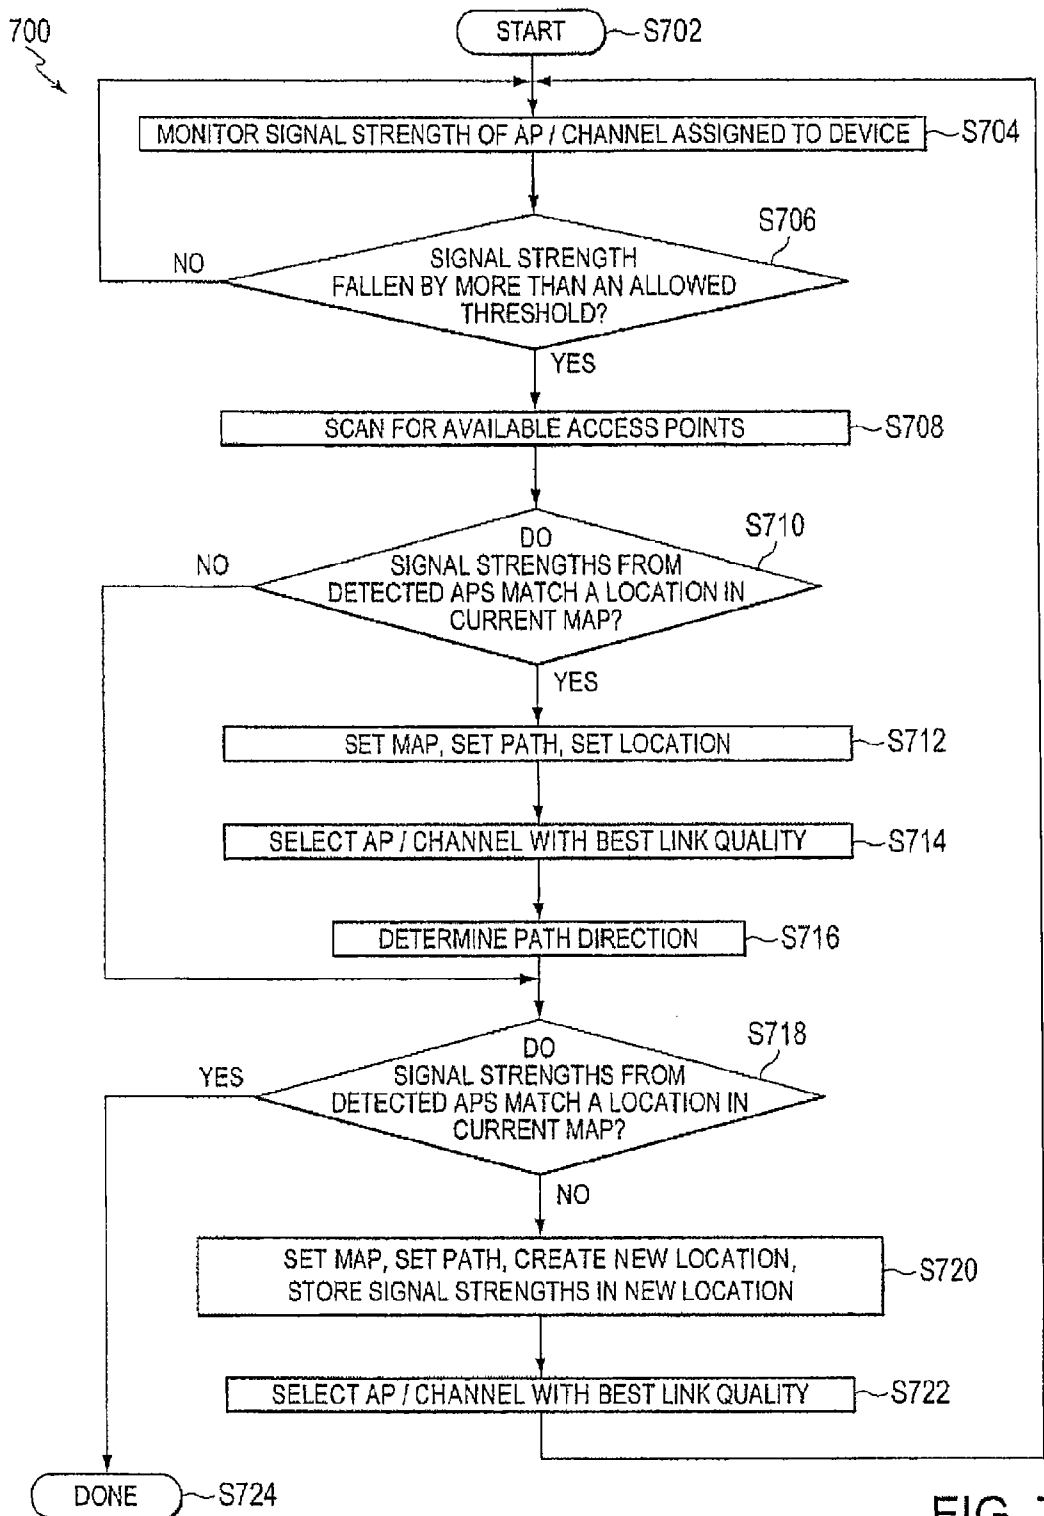 700
START
S702
MONITOR SIGNAL STRENGTH OF AP / CHANNEL ASSIGNED TO DEVICE
S704
S706
SIGNAL STRENGTH
FALLEN BY MORE THAN AN ALLOWED
THRESHOLD?
NO
YES
SCAN FOR AVAILABLE ACCESS POINTS
S708
S710
DO
SIGNAL STRENGTHS FROM
DETECTED APS MATCH A LOCATION IN
CURRENT MAP?
NO
YES
SET MAP, SET PATH, SET LOCATION
S712
SELECT AP / CHANNEL WITH BEST LINK QUALITY
S714
DETERMINE PATH DIRECTION
S716
S718
DO
SIGNAL STRENGTHS FROM
DETECTED APS MATCH A LOCATION IN
CURRENT MAP?
YES
NO
SET MAP, SET PATH, CREATE NEW LOCATION,
STORE SIGNAL STRENGTHS IN NEW LOCATION
S720
SELECT AP / CHANNEL WITH BEST LINK QUALITY
S722
DONE
S724
FIG.